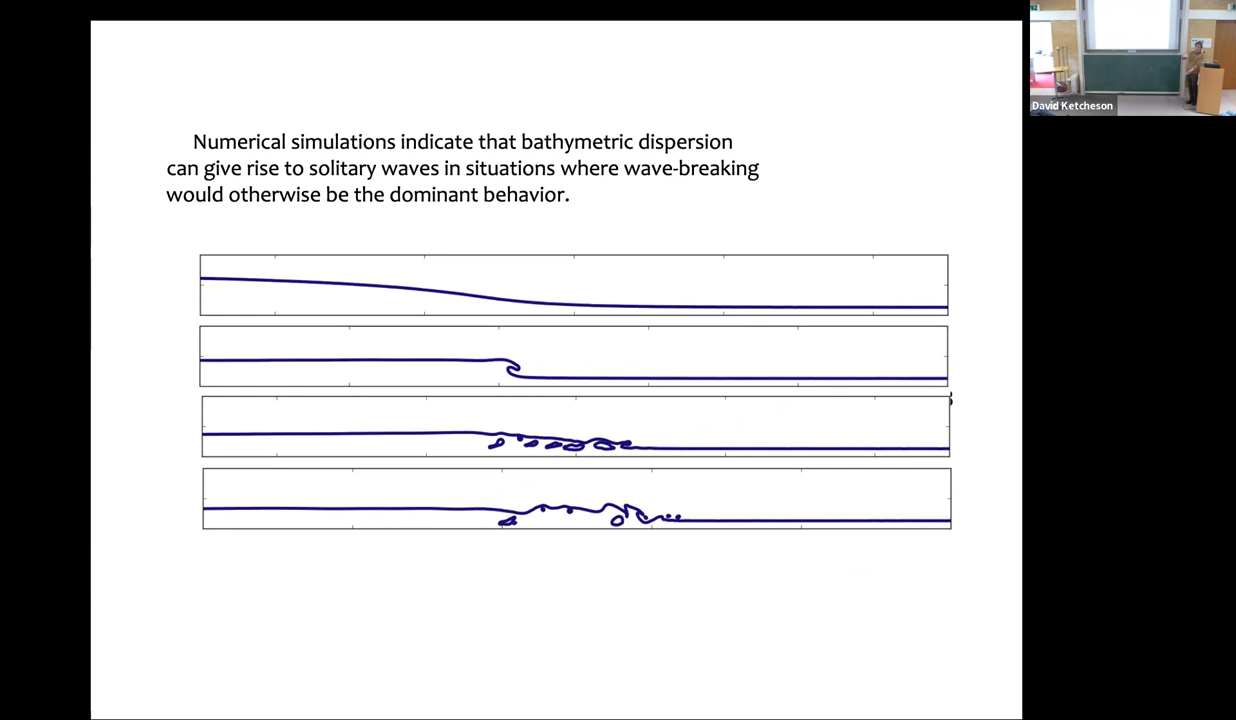 Numerical simulations indicate that bathymetric dispersion
can give rise to solitary waves in situations where wave-breaking
would otherwise be the dominant behavior.
David Ketcheson